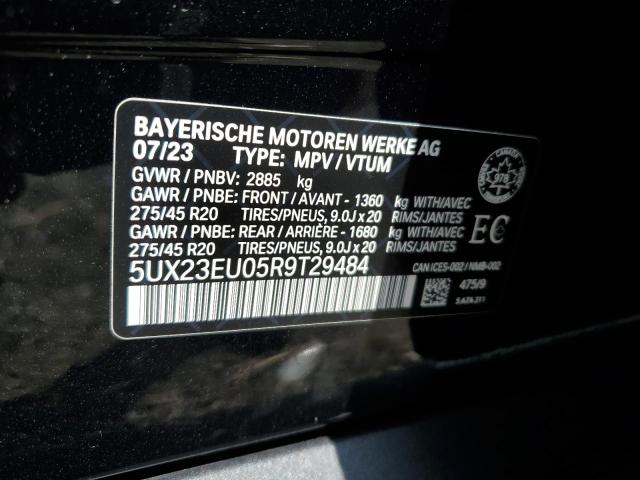 BAYERISCHE MOTOREN WERKE AG
07/23 TYPE: MPV / VTUM
GVWR / PNBV: 2885 kg
GAWR / PNBE: FRONT / AVANT - 1360 kg WITH/AVEC
275/45 R20 TIRES/PNEUS, 9.0J x 20 RIMS/JANTES
GAWR / PNBE: REAR / ARRIÈRE - 1680 kg WITH/AVEC
275/45 R20 TIRES/PNEUS, 9.0J x 20 RIMS/JANTES
EC
5UX23EU05R9T29484
CAN ICES-002 / NMB-002
475/9
978